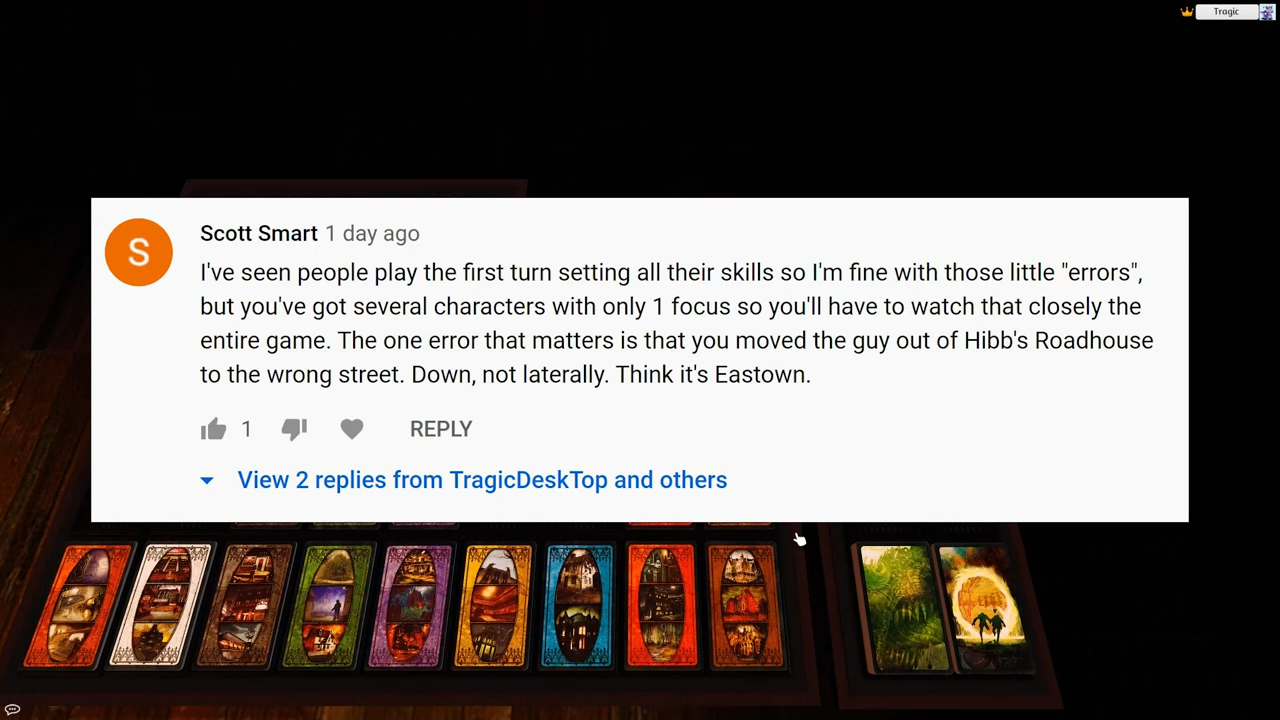 Tragic
S
Scott Smart 1 day ago
I've seen people play the first turn setting all their skills so I'm fine with those little "errors",
but you've got several characters with only 1 focus so you'll have to watch that closely the
entire game. The one error that matters is that you moved the guy out of Hibb's Roadhouse
to the wrong street. Down, not laterally. Think it's Eastown.
1 REPLY
View 2 replies from TragicDeskTop and others